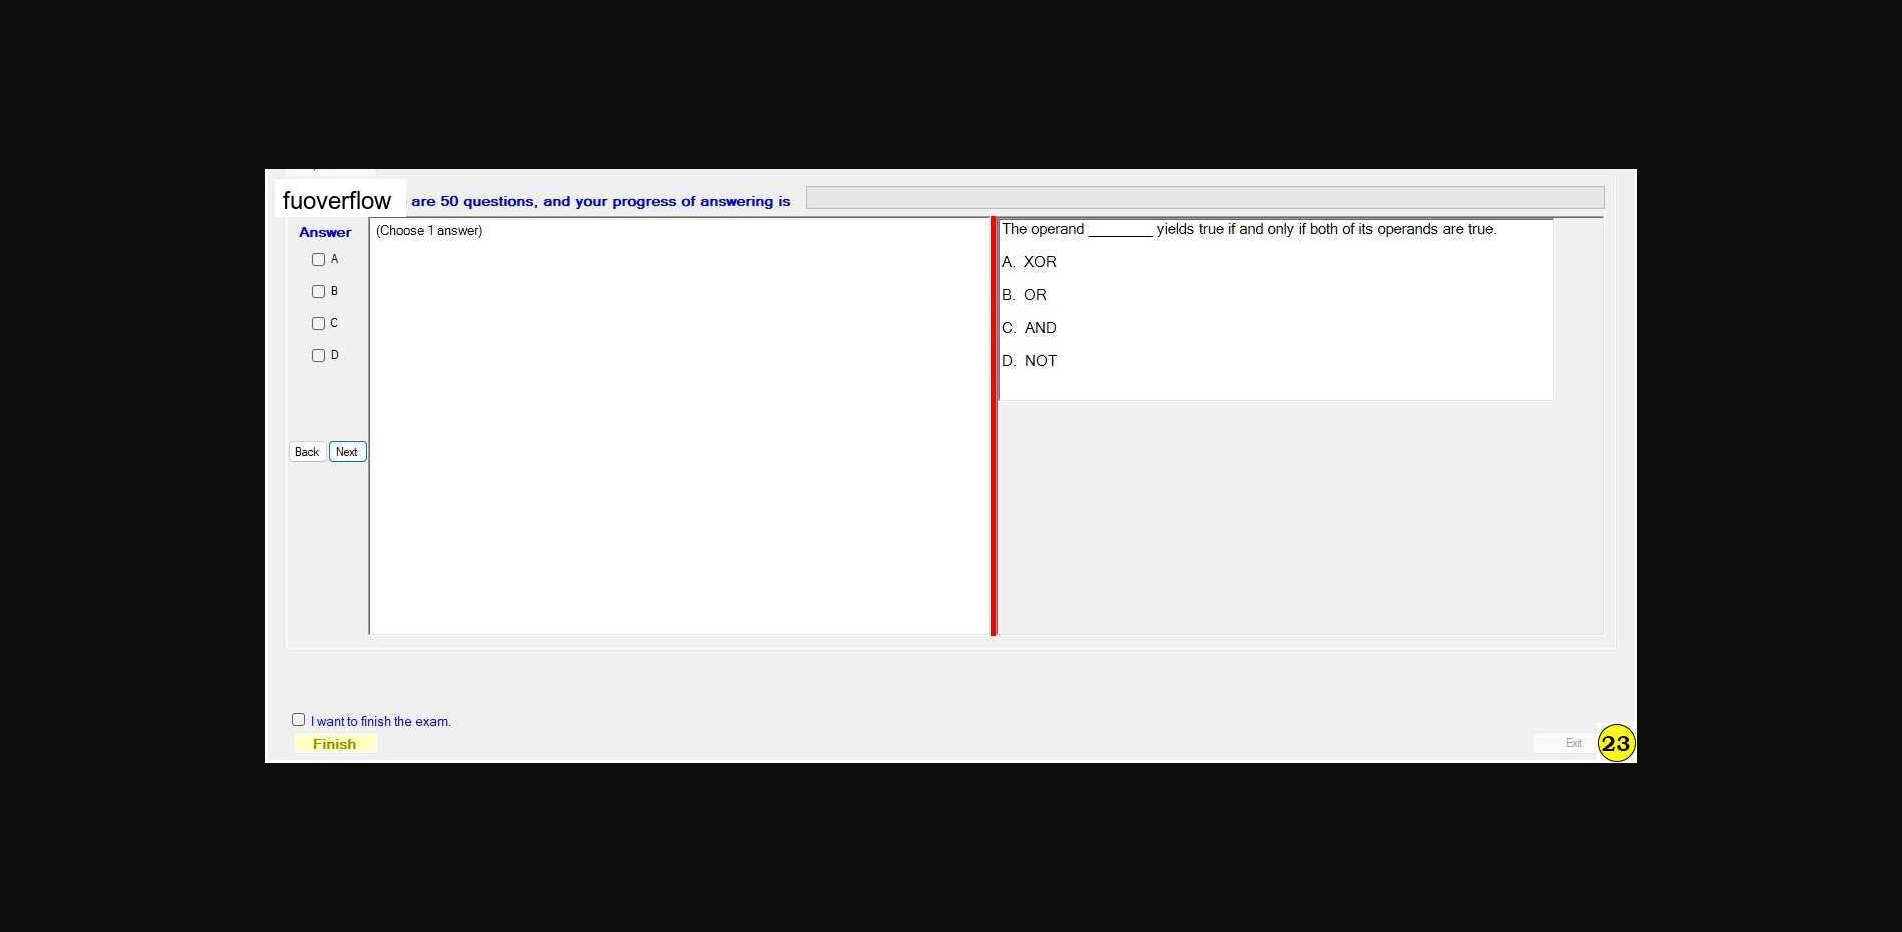 fuoverflow are 50 questions, and your progress of answering is
Answer
A
B
C
D
Back Next
(Choose 1 answer)
The operand ________ yields true if and only if both of its operands are true.
A. XOR
B. OR
C. AND
D. NOT
I want to finish the exam.
Finish
Exit 23